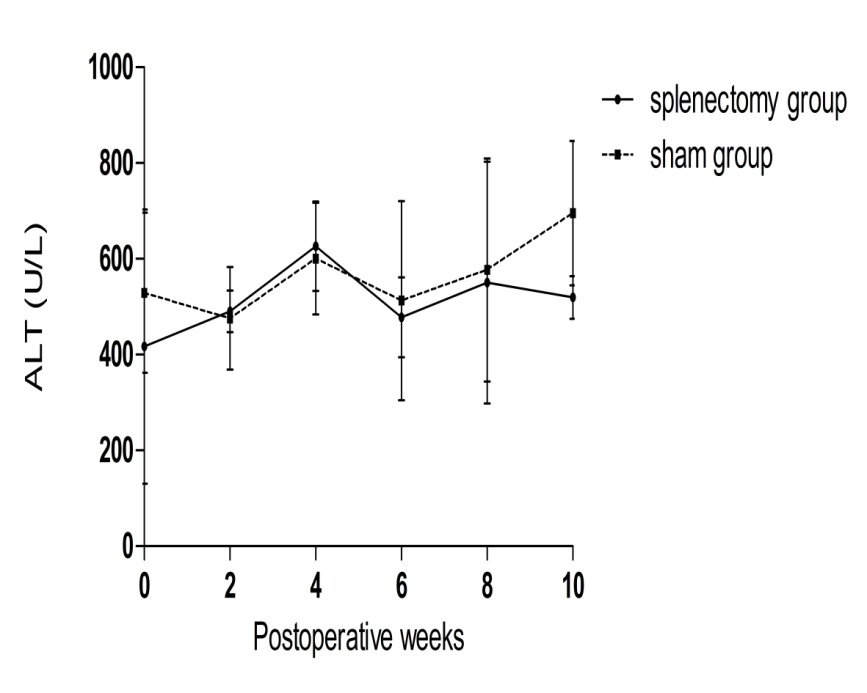 1000
800
600
400
200
0
ALT (U/L)
0 2 4 6 8 10
Postoperative weeks
splenectomy group
sham group